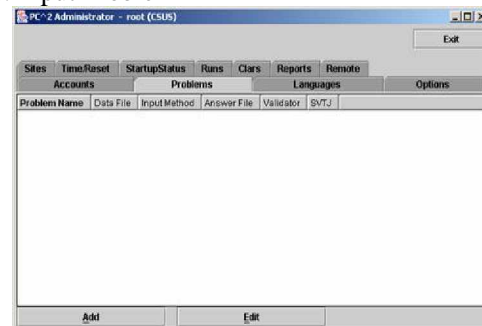 PC^2 Administrator - root (CSUS)
Exit
Sites Time/Reset StartupStatus Runs Clars Reports Remote
Accounts Problems Languages Options
Problem Name Data File Input Method Answer File Validator SVTJ
Add Edit